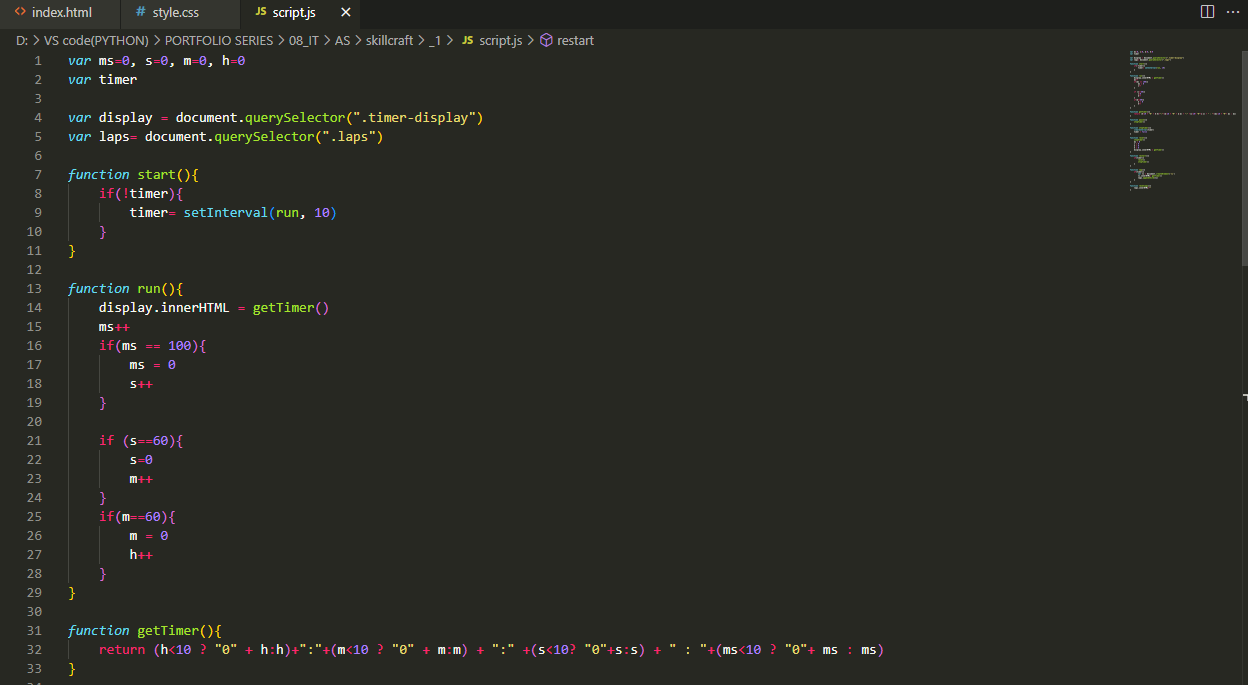 index.html # style.css JS script.js ×
D: > VS code(PYTHON) > PORTFOLIO SERIES > 08_IT > AS > skillcraft > _1 > JS script.js > restart
1 var ms=0, s=0, m=0, h=0
2 var timer
3
4 var display = document.querySelector(".timer-display")
5 var laps= document.querySelector(".laps")
6
7 function start(){
8 if(!timer){
9 timer= setInterval(run, 10)
10 }
11 }
12
13 function run(){
14 display.innerHTML = getTimer()
15 ms++
16 if(ms == 100){
17 ms = 0
18 s++
19 }
20
21 if (s==60){
22 s=0
23 m++
24 }
25 if(m==60){
26 m = 0
27 h++
28 }
29 }
30
31 function getTimer(){
32 return (h<10 ? "0" + h:h)+":"+(m<10 ? "0" + m:m) + ":" +(s<10? "0"+s:s) + " : "+(ms<10 ? "0"+ ms : ms)
33 }